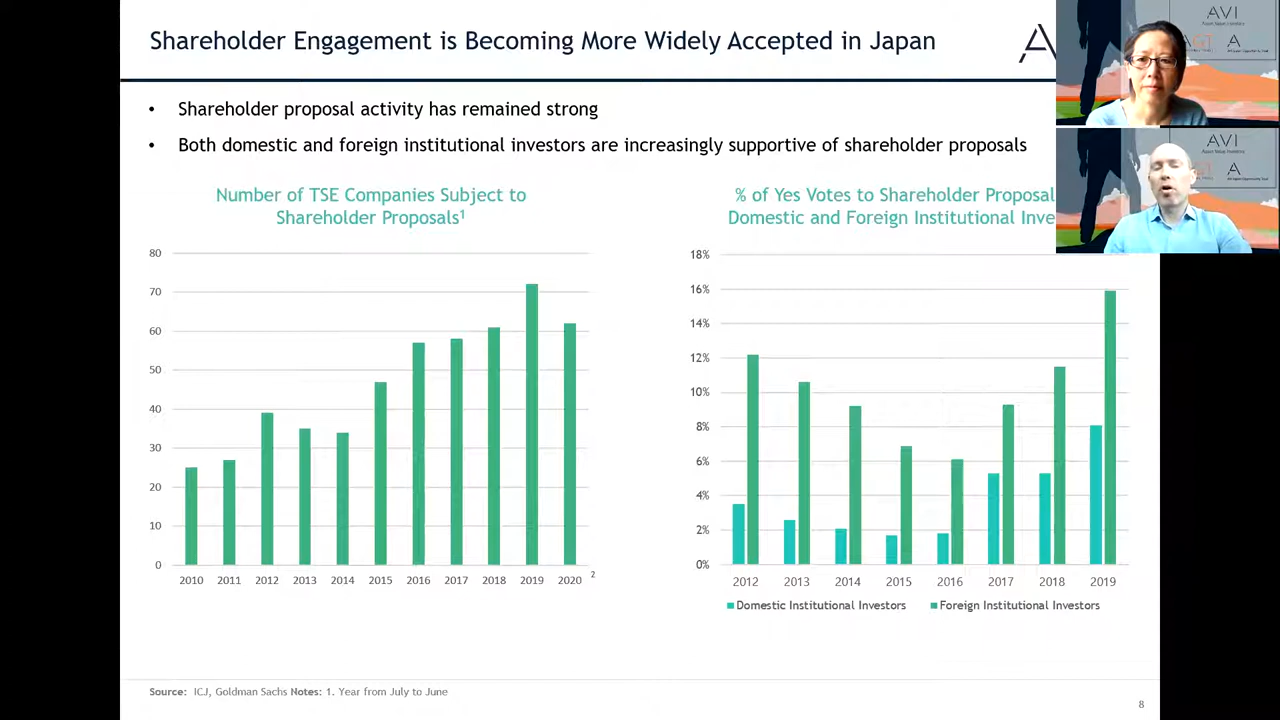 Shareholder Engagement is Becoming More Widely Accepted in Japan
AVI
• Shareholder proposal activity has remained strong
• Both domestic and foreign institutional investors are increasingly supportive of shareholder proposals
Number of TSE Companies Subject to
Shareholder Proposals¹
80
70
60
50
40
30
20
10
0
2010 2011 2012 2013 2014 2015 2016 2017 2018 2019 2020 ²
% of Yes Votes to Shareholder Proposal
Domestic and Foreign Institutional Inve
18%
16%
14%
12%
10%
8%
6%
4%
2%
0%
2012 2013 2014 2015 2016 2017 2018 2019
Domestic Institutional Investors Foreign Institutional Investors
AVI
Source: ICJ, Goldman Sachs Notes: 1. Year from July to June
8